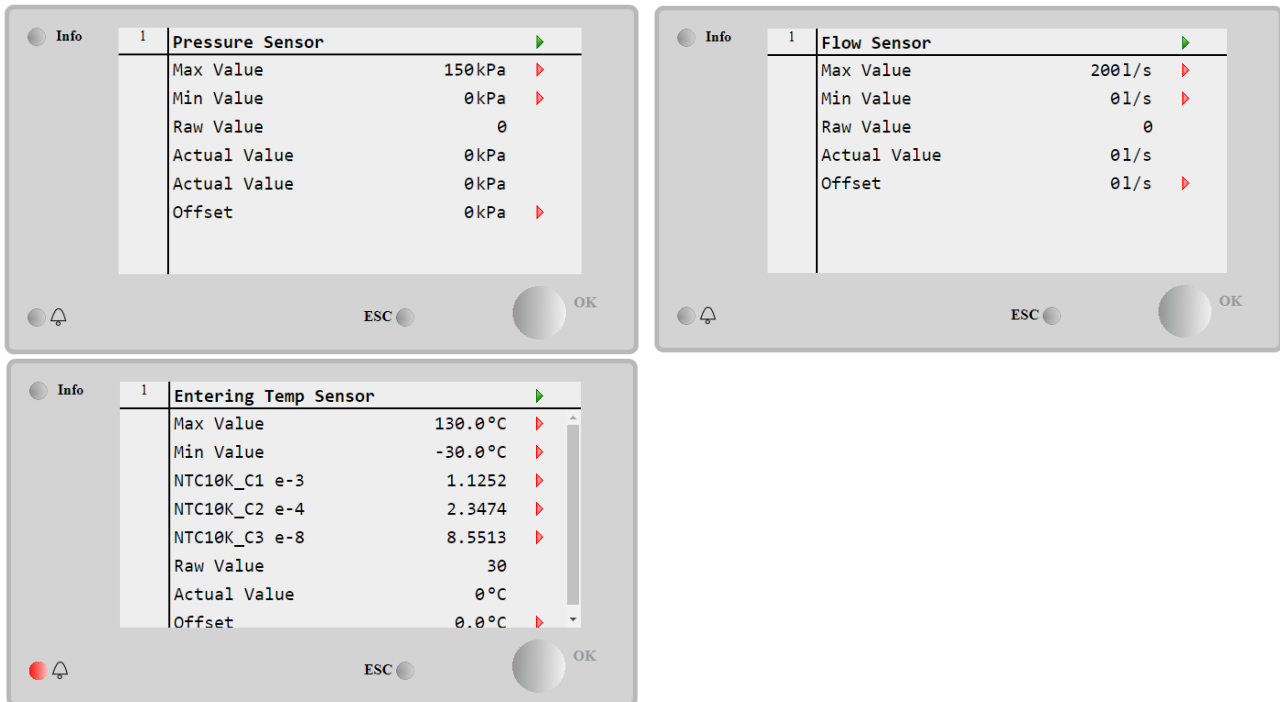 Info
1 Pressure Sensor
Max Value 150kPa
Min Value 0kPa
Raw Value 0
Actual Value 0kPa
Actual Value 0kPa
Offset 0kPa
ESC OK
Info
1 Flow Sensor
Max Value 200l/s
Min Value 0l/s
Raw Value 0
Actual Value 0l/s
Offset 0l/s
ESC OK
Info
1 Entering Temp Sensor
Max Value 130.0°C
Min Value -30.0°C
NTC10K_C1 e-3 1.1252
NTC10K_C2 e-4 2.3474
NTC10K_C3 e-8 8.5513
Raw Value 30
Actual Value 0°C
Offset 0.0°C
ESC OK